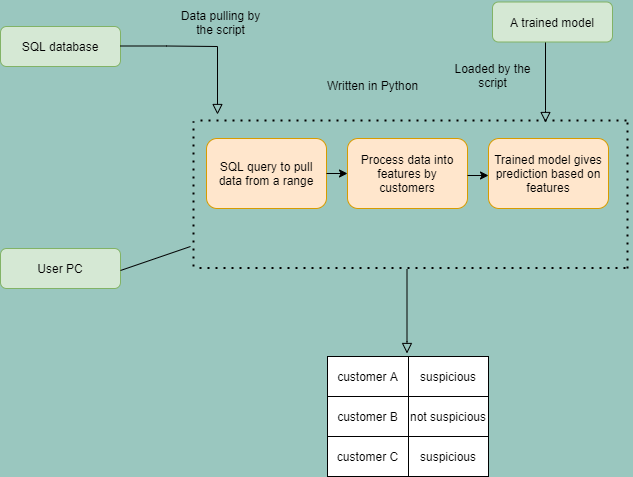 Data pulling by
the script
A trained model
SQL database
Loaded by the
script
Written in Python
SQL query to pull
data from a range
Process data into
features by
customers
Trained model gives
prediction based on
features
User PC
customer A suspicious
customer B not suspicious
customer C suspicious